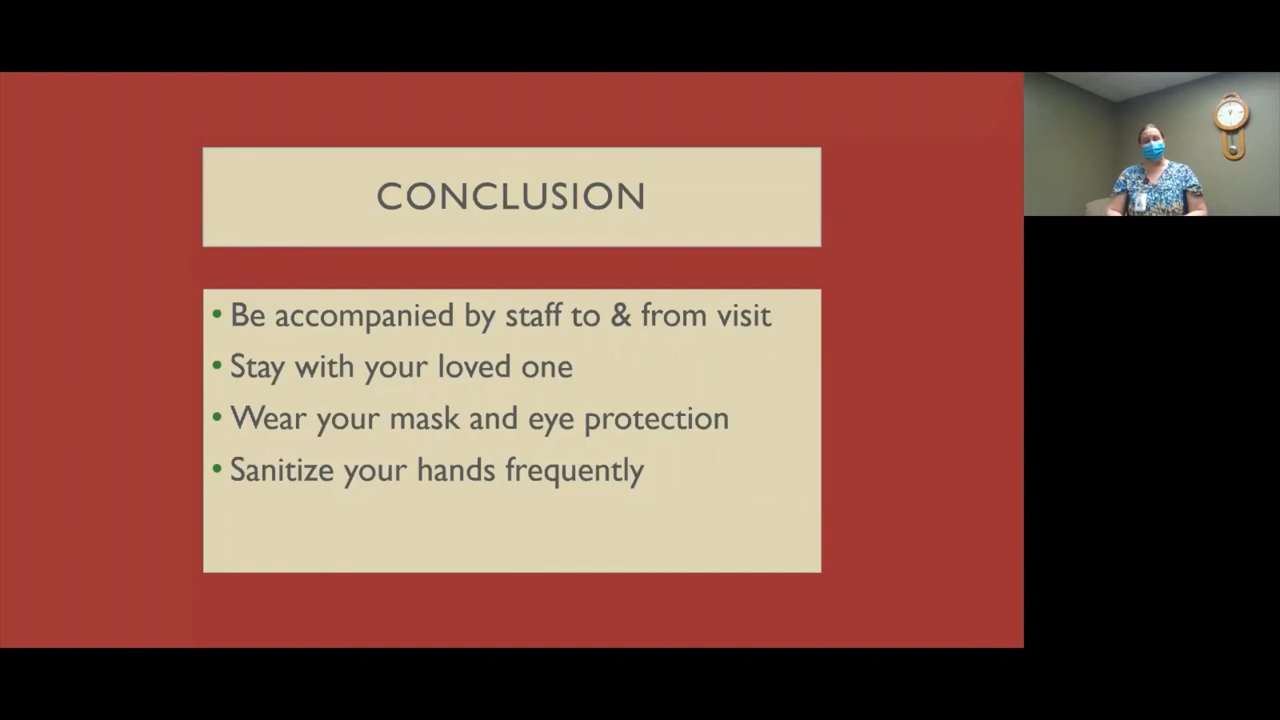 CONCLUSION
• Be accompanied by staff to & from visit
• Stay with your loved one
• Wear your mask and eye protection
• Sanitize your hands frequently